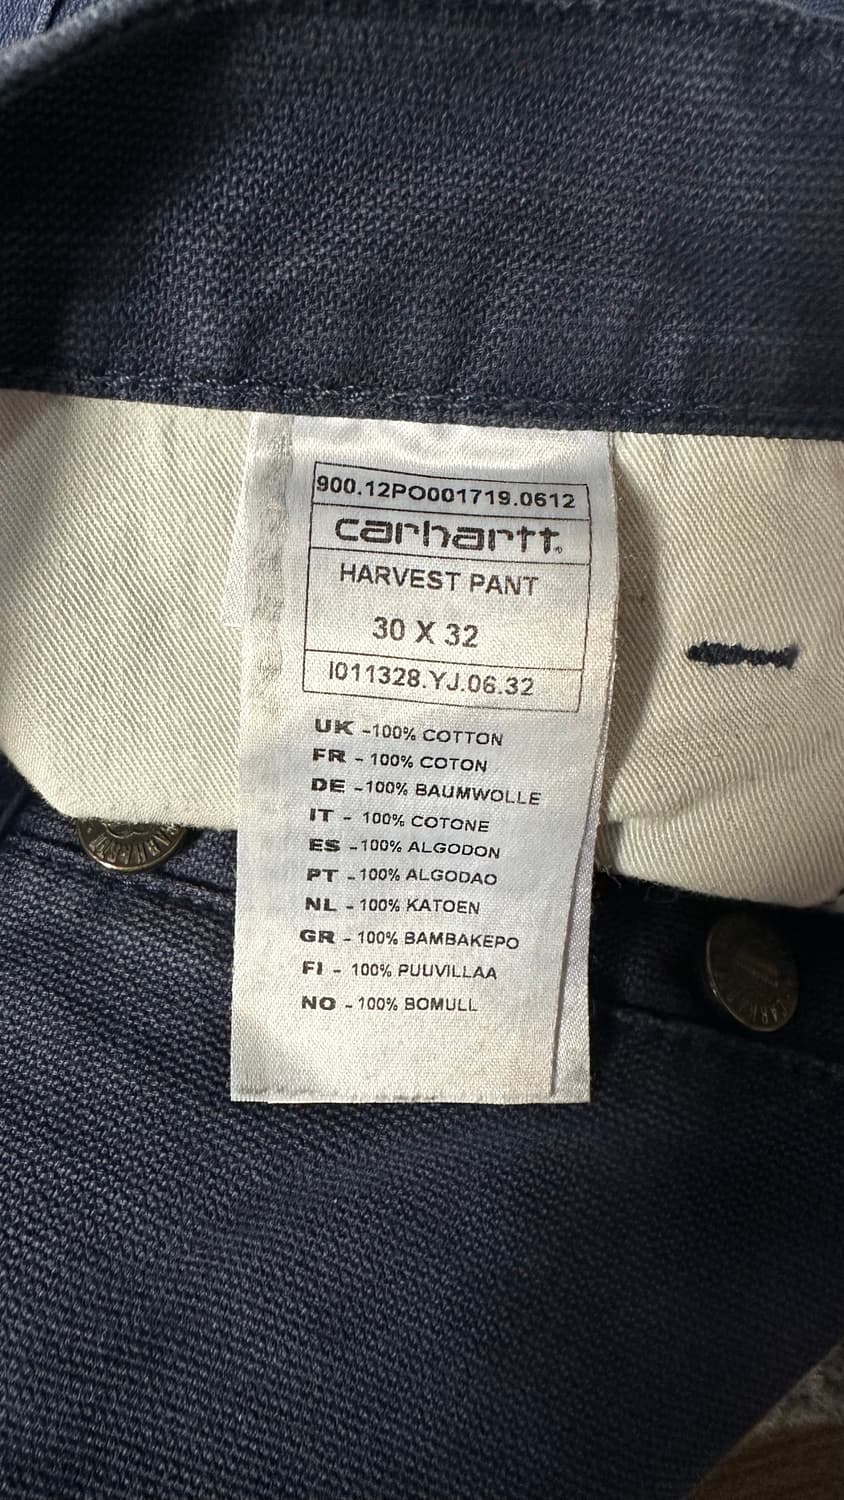 900.12PO001719.0612
carhartt.
HARVEST PANT
30 X 32
I011328.YJ.06.32
UK -100% COTTON
FR - 100% COTON
DE -100% BAUMWOLLE
IT - 100% COTONE
ES -100% ALGODON
PT -100% ALGODAO
NL - 100% KATOEN
GR - 100% BAMBAKEPO
FI - 100% PUUVILLAA
NO - 100% BOMULL